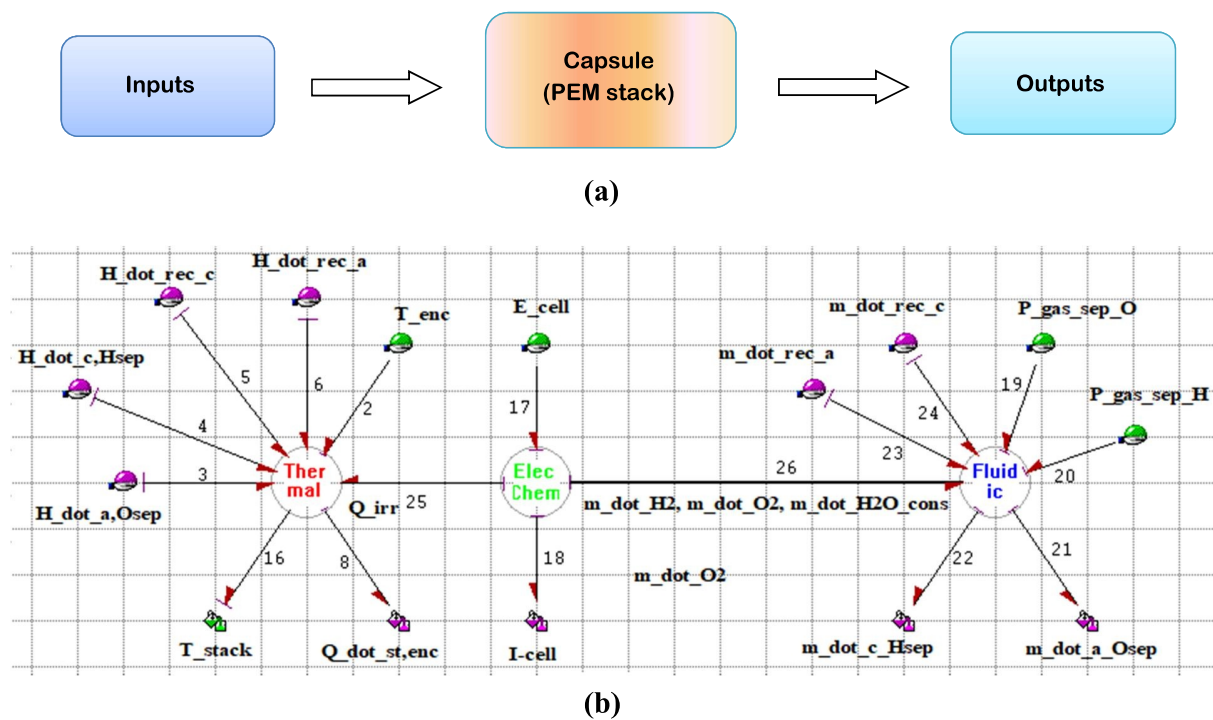 Inputs
Capsule
(PEM stack)
Outputs
(a)
H_dot_rec_c
H_dot_rec_a
T_enc
E_cell
m_dot_rec_c
P_gas_sep_O
H_dot_c,Hsep
m_dot_rec_a
P_gas_sep_H
5
6
2
17
24
19
4
23
3
26
20
Ther
mal
Elec
Chem
Fluid
ic
H_dot_a,Osep
Q_irr
25
m_dot_H2, m_dot_O2, m_dot_H2O_cons
16
8
18
22
21
m_dot_O2
T_stack
Q_dot_st,enc
I-cell
m_dot_c_Hsep
m_dot_a_Osep
(b)